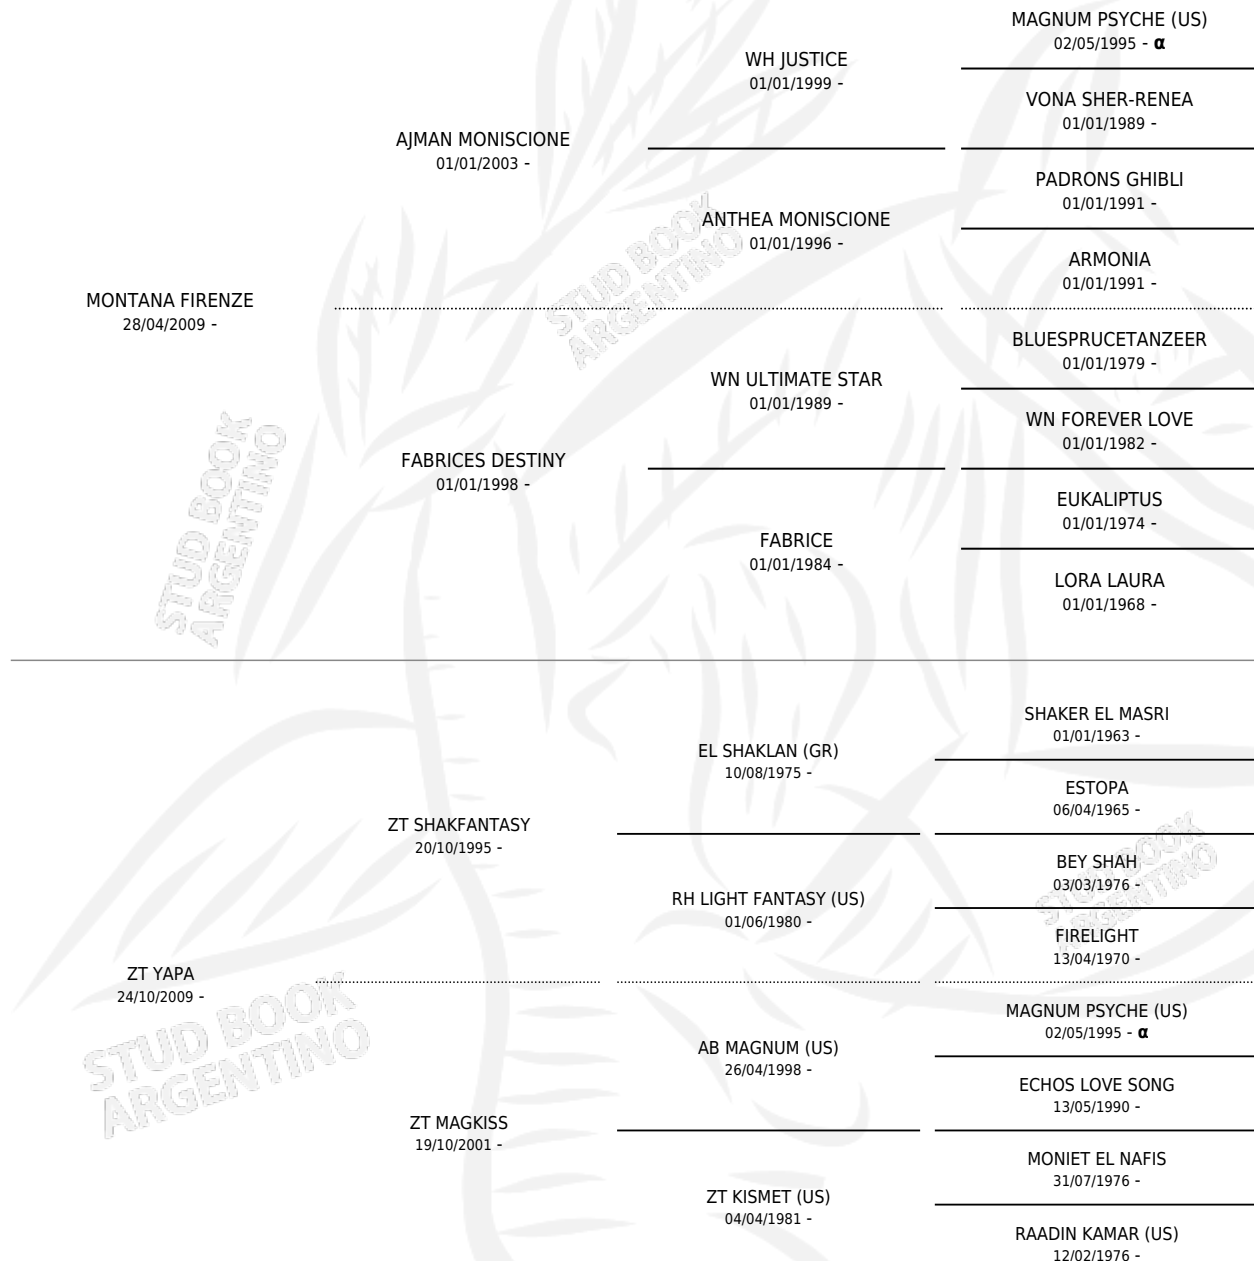 MAGNUM PSYCHE (US)
02/05/1995 - α
WH JUSTICE
01/01/1999 -
VONA SHER-RENEA
01/01/1989 -
AJMAN MONISCIONE
01/01/2003 -
PADRONS GHIBLI
01/01/1991 -
ANTHEA MONISCIONE
01/01/1996 -
ARMONIA
01/01/1991 -
MONTANA FIRENZE
28/04/2009 -
BLUESPRUCETANZEER
01/01/1979 -
WN ULTIMATE STAR
01/01/1989 -
WN FOREVER LOVE
01/01/1982 -
FABRICES DESTINY
01/01/1998 -
EUKALIPTUS
01/01/1974 -
FABRICE
01/01/1984 -
LORA LAURA
01/01/1968 -
SHAKER EL MASRI
01/01/1963 -
EL SHAKLAN (GR)
10/08/1975 -
ESTOPA
06/04/1965 -
ZT SHAKFANTASY
20/10/1995 -
BEY SHAH
03/03/1976 -
RH LIGHT FANTASY (US)
01/06/1980 -
FIRELIGHT
13/04/1970 -
ZT YAPA
24/10/2009 -
MAGNUM PSYCHE (US)
02/05/1995 - α
AB MAGNUM (US)
26/04/1998 -
ECHOS LOVE SONG
13/05/1990 -
ZT MAGKISS
19/10/2001 -
MONIET EL NAFIS
31/07/1976 -
ZT KISMET (US)
04/04/1981 -
RAADIN KAMAR (US)
12/02/1976 -
STUD BOOK
ARGENTINO
STUD BOOK
ARGENTINO
STUD BOOK
ARGENTINO
STUD BOOK
ARGENTINO